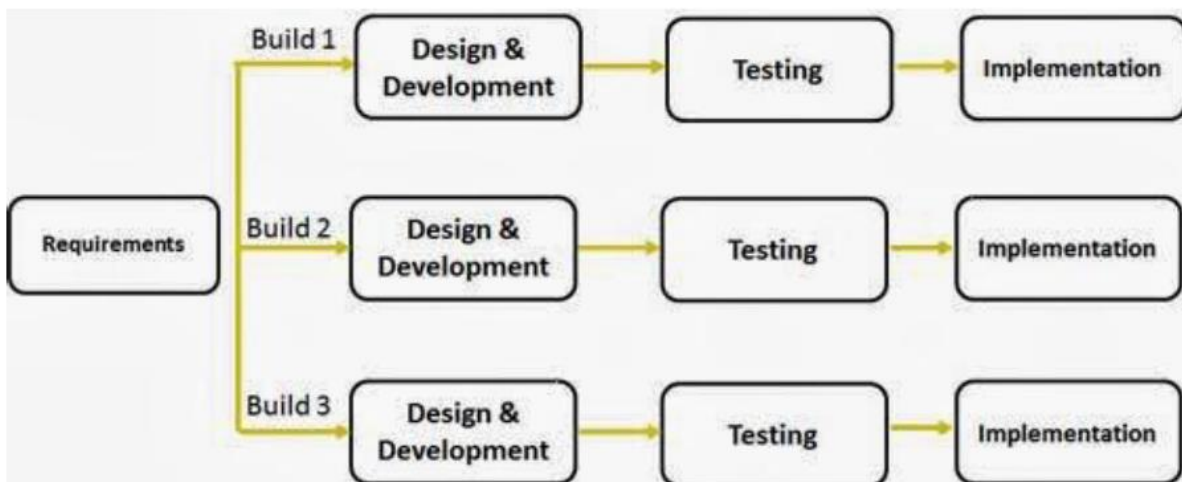 Build 1
Design &
Development
Testing
Implementation
Requirements
Build 2
Design &
Development
Testing
Implementation
Build 3
Design &
Development
Testing
Implementation